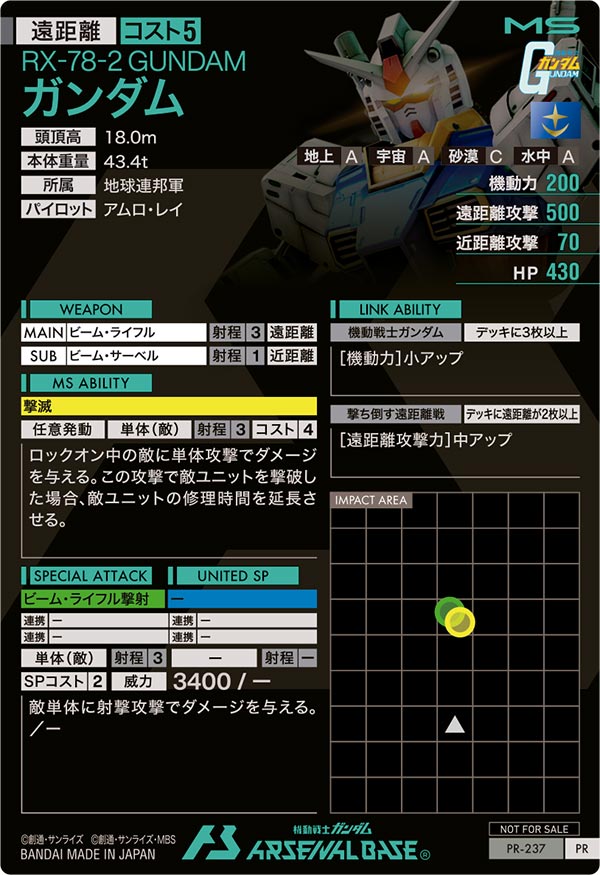 遠距離 コスト5
MS
RX-78-2 GUNDAM
ガンダム
機動戦士
ガンダム
GUNDAM
頭頂高 18.0m
本体重量 43.4t
所属 地球連邦軍
パイロット アムロ・レイ
地上 A 宇宙 A 砂漠 C 水中 A
機動力 200
遠距離攻撃 500
近距離攻撃 70
HP 430
WEAPON
MAIN ビーム・ライフル 射程 3 遠距離
SUB ビーム・サーベル 射程 1 近距離
MS ABILITY
撃滅
任意発動 単体(敵) 射程 3 コスト 4
ロックオン中の敵に単体攻撃でダメージ
を与える。この攻撃で敵ユニットを撃破し
た場合、敵ユニットの修理時間を延長さ
せる。
LINK ABILITY
機動戦士ガンダム デッキに3枚以上
[機動力]小アップ
撃ち倒す遠距離戦 デッキに遠距離が2枚以上
[遠距離攻撃力]中アップ
SPECIAL ATTACK UNITED SP
ビーム・ライフル撃射 ー
連携 ー 連携 ー
連携 ー 連携 ー
単体(敵) 射程 3 ー 射程 ー
SPコスト 2 威力 3400 / ー
敵単体に射撃攻撃でダメージを与える。
/ー
IMPACT AREA
©創通・サンライズ ©創通・サンライズ・MBS
BANDAI MADE IN JAPAN
機動戦士ガンダム
ARSENAL BASE®
NOT FOR SALE
PR-237 PR